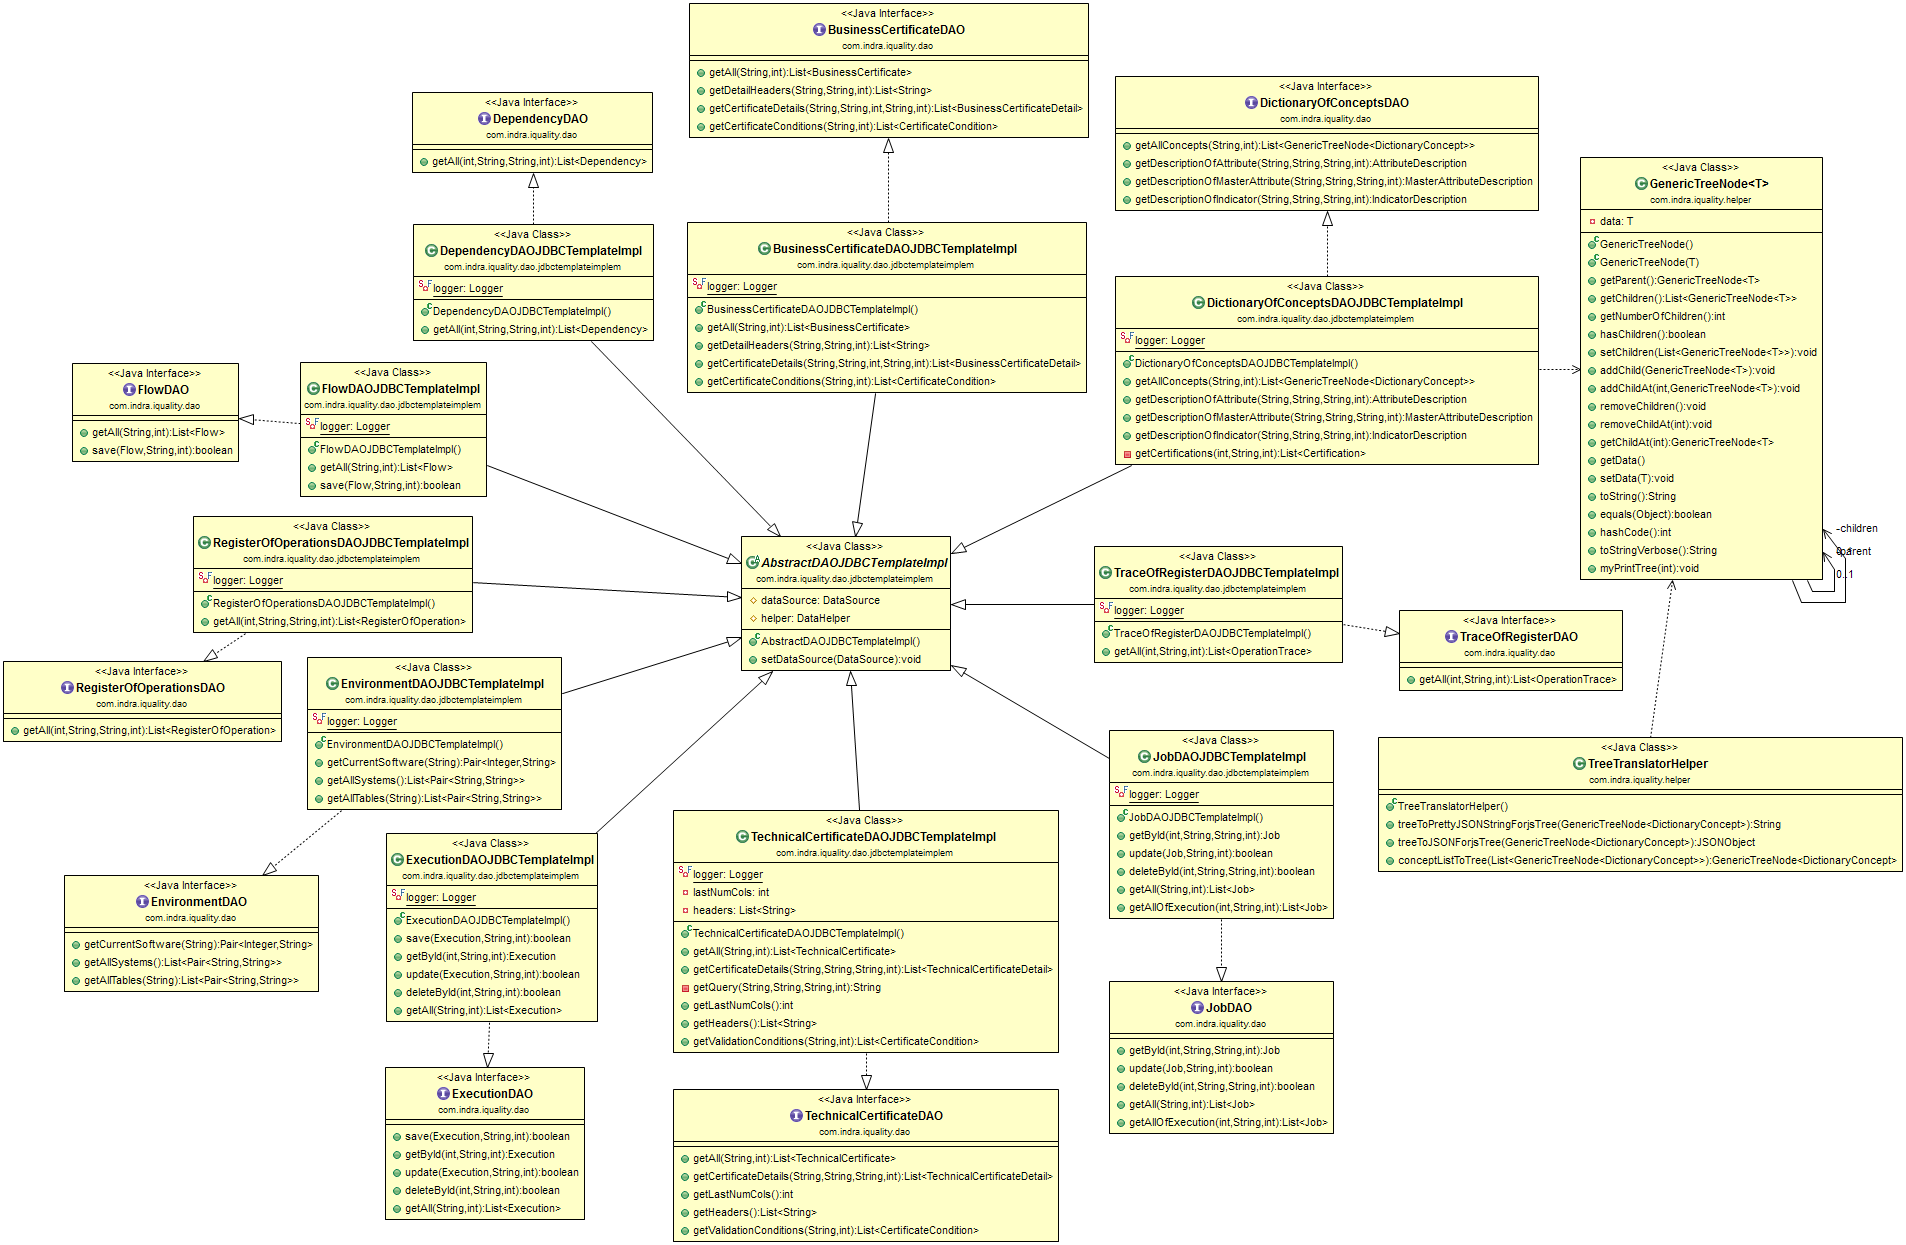 <<Java Interface>>
BusinessCertificateDAO
com.indra.iquality.dao
getAll(String,int):List<BusinessCertificate>
getDetailHeaders(String,String,int):List<String>
getCertificateDetails(String,String,int,String,int):List<BusinessCertificateDetail>
getCertificateConditions(String,int):List<CertificateCondition>
<<Java Interface>>
DependencyDAO
com.indra.iquality.dao
getAll(int,String,String,int):List<Dependency>
<<Java Interface>>
DictionaryOfConceptsDAO
com.indra.iquality.dao
getAllConcepts(String,int):List<GenericTreeNode<DictionaryConcept>>
getDescriptionOfAttribute(String,String,String,int):AttributeDescription
getDescriptionOfMasterAttribute(String,String,String,int):MasterAttributeDescription
getDescriptionOfIndicator(String,String,String,int):IndicatorDescription
<<Java Class>>
GenericTreeNode<T>
com.indra.iquality.helper
data: T
GenericTreeNode()
GenericTreeNode(T)
getParent():GenericTreeNode<T>
getChildren():List<GenericTreeNode<T>>
getNumberOfChildren():int
hasChildren():boolean
setChildren(List<GenericTreeNode<T>>):void
addChild(GenericTreeNode<T>):void
addChildAt(int,GenericTreeNode<T>):void
removeChildren():void
removeChildAt(int):void
getChildAt(int):GenericTreeNode<T>
getData()
setData(T):void
toString():String
equals(Object):boolean
hashCode():int
toStringVerbose():String
myPrintTree(int):void
-children
0..1
<<Java Class>>
DependencyDAOJDBCTemplateImpl
com.indra.iquality.dao.jdbctemplateimplem
logger: Logger
DependencyDAOJDBCTemplateImpl()
getAll(int,String,String,int):List<Dependency>
<<Java Class>>
BusinessCertificateDAOJDBCTemplateImpl
com.indra.iquality.dao.jdbctemplateimplem
logger: Logger
BusinessCertificateDAOJDBCTemplateImpl()
getAll(String,int):List<BusinessCertificate>
getDetailHeaders(String,String,int):List<String>
getCertificateDetails(String,String,int,String,int):List<BusinessCertificateDetail>
getCertificateConditions(String,int):List<CertificateCondition>
<<Java Class>>
DictionaryOfConceptsDAOJDBCTemplateImpl
com.indra.iquality.dao.jdbctemplateimplem
logger: Logger
DictionaryOfConceptsDAOJDBCTemplateImpl()
getAllConcepts(String,int):List<GenericTreeNode<DictionaryConcept>>
getDescriptionOfAttribute(String,String,String,int):AttributeDescription
getDescriptionOfMasterAttribute(String,String,String,int):MasterAttributeDescription
getDescriptionOfIndicator(String,String,String,int):IndicatorDescription
getCertifications(int,String,int):List<Certification>
<<Java Interface>>
FlowDAO
com.indra.iquality.dao
getAll(String,int):List<Flow>
save(Flow,String,int):boolean
<<Java Class>>
FlowDAOJDBCTemplateImpl
com.indra.iquality.dao.jdbctemplateimplem
logger: Logger
FlowDAOJDBCTemplateImpl()
getAll(String,int):List<Flow>
save(Flow,String,int):boolean
<<Java Class>>
RegisterOfOperationsDAOJDBCTemplateImpl
com.indra.iquality.dao.jdbctemplateimplem
logger: Logger
RegisterOfOperationsDAOJDBCTemplateImpl()
getAll(int,String,String,int):List<RegisterOfOperation>
<<Java Class>>
AbstractDAOJDBCTemplateImpl
com.indra.iquality.dao.jdbctemplateimplem
dataSource: DataSource
helper: DataHelper
AbstractDAOJDBCTemplateImpl()
setDataSource(DataSource):void
<<Java Class>>
TraceOfRegisterDAOJDBCTemplateImpl
com.indra.iquality.dao.jdbctemplateimplem
logger: Logger
TraceOfRegisterDAOJDBCTemplateImpl()
getAll(int,String,int):List<OperationTrace>
<<Java Interface>>
TraceOfRegisterDAO
com.indra.iquality.dao
getAll(int,String,int):List<OperationTrace>
<<Java Interface>>
RegisterOfOperationsDAO
com.indra.iquality.dao
getAll(int,String,String,int):List<RegisterOfOperation>
<<Java Class>>
EnvironmentDAOJDBCTemplateImpl
com.indra.iquality.dao.jdbctemplateimplem
logger: Logger
EnvironmentDAOJDBCTemplateImpl()
getCurrentSoftware(String):Pair<Integer,String>
getAllSystems():List<Pair<String,String>>
getAllTables(String):List<Pair<String,String>>
<<Java Class>>
JobDAOJDBCTemplateImpl
com.indra.iquality.dao.jdbctemplateimplem
logger: Logger
JobDAOJDBCTemplateImpl()
getById(int,String,String,int):Job
update(Job,String,int):boolean
deleteById(int,String,String,int):boolean
getAll(String,int):List<Job>
getAllOfExecution(int,String,int):List<Job>
<<Java Class>>
TreeTranslatorHelper
com.indra.iquality.helper
TreeTranslatorHelper()
treeToPrettyJSONStringForjsTree(GenericTreeNode<DictionaryConcept>):String
treeToJSONForjsTree(GenericTreeNode<DictionaryConcept>):JSONObject
conceptListToTree(List<GenericTreeNode<DictionaryConcept>>):GenericTreeNode<DictionaryConcept>
<<Java Interface>>
EnvironmentDAO
com.indra.iquality.dao
getCurrentSoftware(String):Pair<Integer,String>
getAllSystems():List<Pair<String,String>>
getAllTables(String):List<Pair<String,String>>
<<Java Class>>
ExecutionDAOJDBCTemplateImpl
com.indra.iquality.dao.jdbctemplateimplem
logger: Logger
ExecutionDAOJDBCTemplateImpl()
save(Execution,String,int):boolean
getById(int,String,int):Execution
update(Execution,String,int):boolean
deleteById(int,String,int):boolean
getAll(String,int):List<Execution>
<<Java Class>>
TechnicalCertificateDAOJDBCTemplateImpl
com.indra.iquality.dao.jdbctemplateimplem
logger: Logger
lastNumCols: int
headers: List<String>
TechnicalCertificateDAOJDBCTemplateImpl()
getAll(String,int):List<TechnicalCertificate>
getCertificateDetails(String,String,String,int):List<TechnicalCertificateDetail>
getQuery(String,String,String,int):String
getLastNumCols():int
getHeaders():List<String>
getValidationConditions(String,int):List<CertificateCondition>
<<Java Interface>>
JobDAO
com.indra.iquality.dao
getById(int,String,String,int):Job
update(Job,String,int):boolean
deleteById(int,String,String,int):boolean
getAll(String,int):List<Job>
getAllOfExecution(int,String,int):List<Job>
<<Java Interface>>
ExecutionDAO
com.indra.iquality.dao
save(Execution,String,int):boolean
getById(int,String,int):Execution
update(Execution,String,int):boolean
deleteById(int,String,int):boolean
getAll(String,int):List<Execution>
<<Java Interface>>
TechnicalCertificateDAO
com.indra.iquality.dao
getAll(String,int):List<TechnicalCertificate>
getCertificateDetails(String,String,String,int):List<TechnicalCertificateDetail>
getLastNumCols():int
getHeaders():List<String>
getValidationConditions(String,int):List<CertificateCondition>